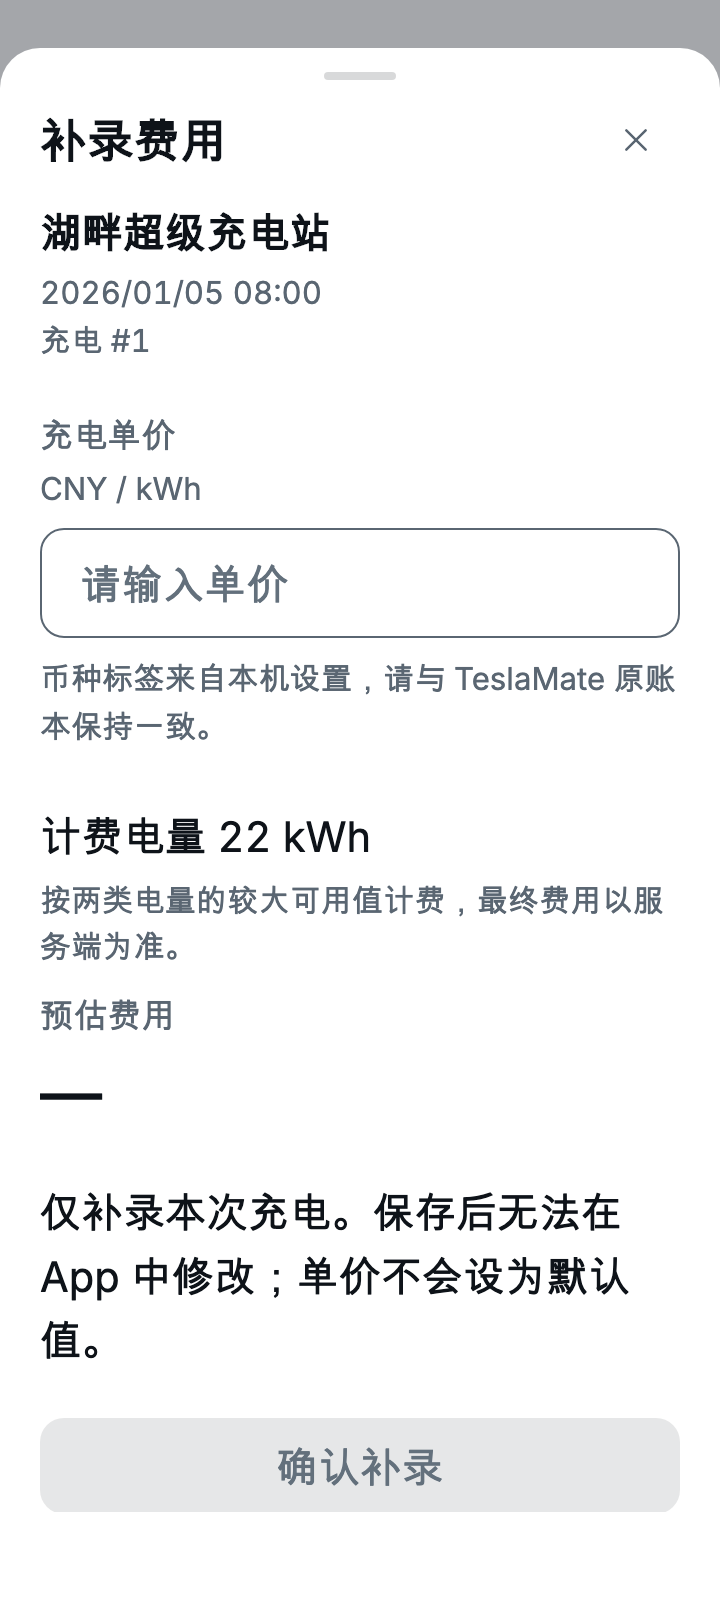 补录费用
湖畔超级充电站
2026/01/05 08:00
充电 #1
充电单价
CNY / kWh
请输入单价
币种标签来自本机设置，请与 TeslaMate 原账
本保持一致。
计费电量 22 kWh
按两类电量的较大可用值计费，最终费用以服
务端为准。
预估费用
—
仅补录本次充电。保存后无法在
App 中修改；单价不会设为默认
值。
确认补录